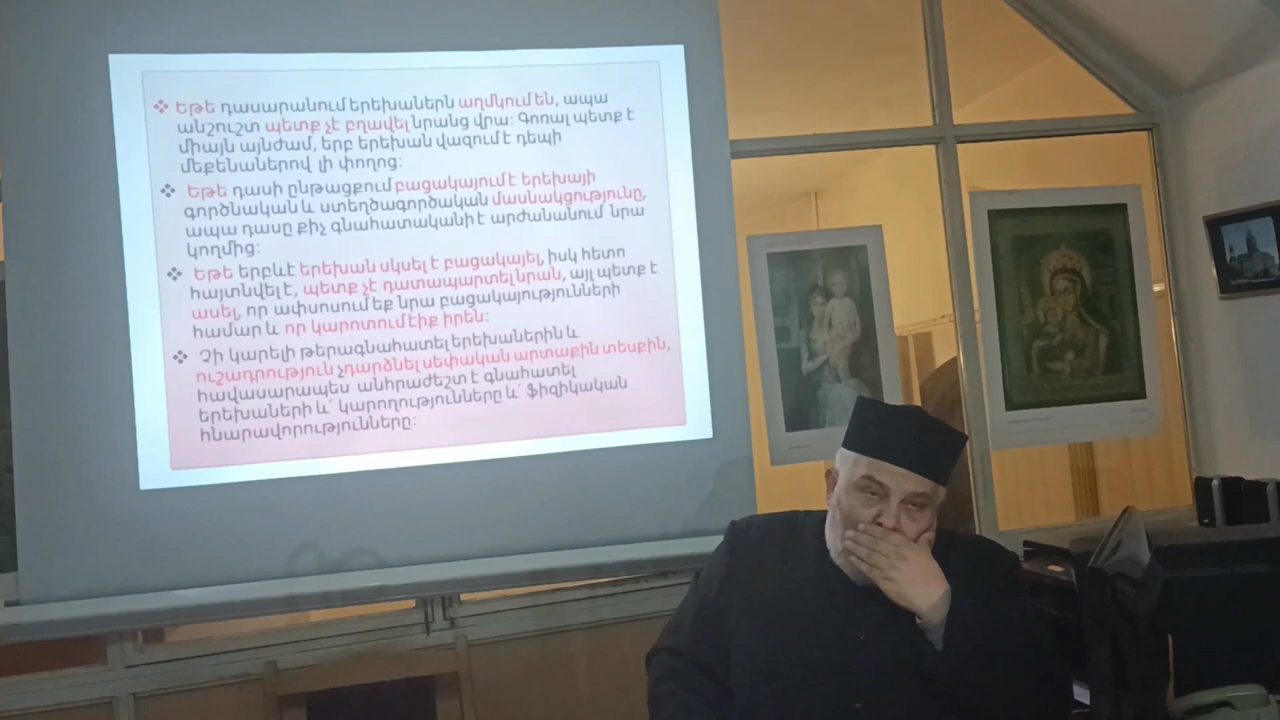 ❖ Եթե դասարանում երեխաներն աղմկում են, ապա
անշուշտ պետք չէ բղավել նրանց վրա: Գոռալ պետք է
միայն այնժամ, երբ երեխան վազում է դեպի
մեքենաներով լի փողոց:
❖ Եթե դասի ընթացքում բացակայում է երեխայի
գործնական և ստեղծագործական մասնակցությունը,
ապա դասը քիչ գնահատականի է արժանանում նրա
կողմից:
❖ Եթե երբևէ երեխան սկսել է բացակայել, իսկ հետո
հայտնվել է, պետք չէ դատապարտել նրան, այլ պետք է
ասել, որ ափսոսում եք նրա բացակայությունների
համար և որ կարոտում էիք իրեն:
❖ Չի կարելի թերագնահատել երեխաներին և
ուշադրություն չդարձնել սեփական արտաքին տեսքին,
հավասարապես անհրաժեշտ է գնահատել
երեխաների և՛ կարողությունները և՛ ֆիզիկական
հնարավորությունները: